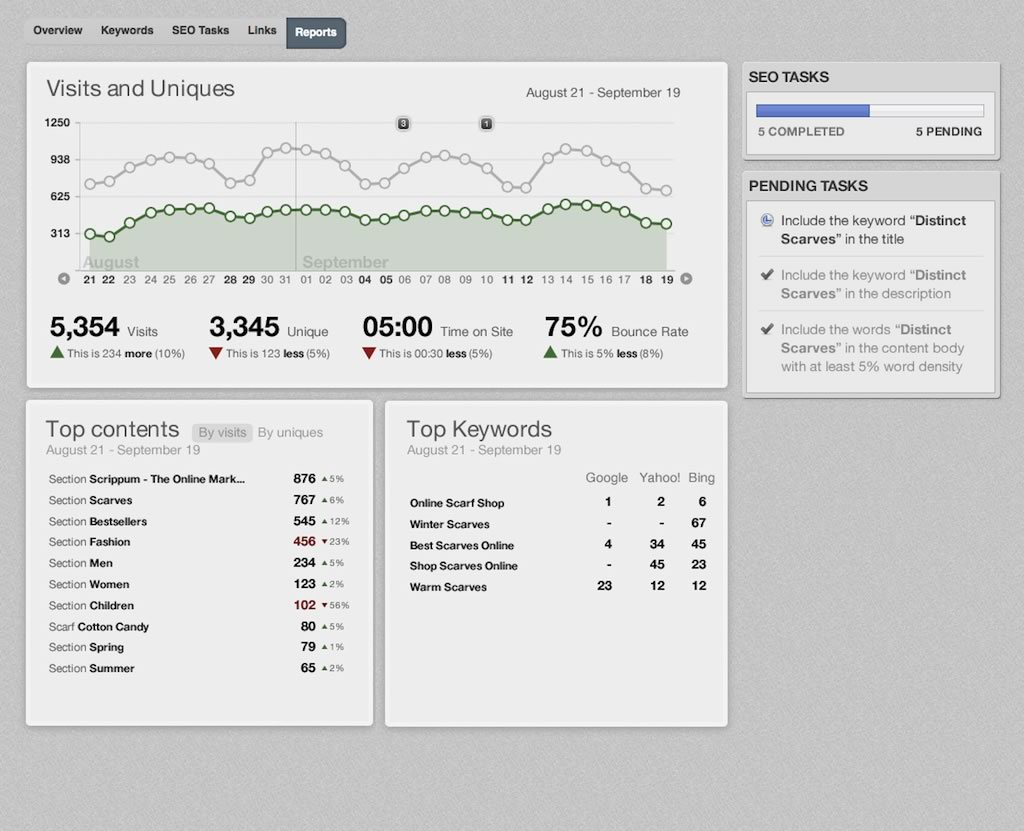 Overview Keywords SEO Tasks Links Reports
Visits and Uniques
August 21 - September 19
3 1
1250
938
625
313
August September
21 22 23 24 25 26 27 28 29 30 31 01 02 03 04 05 06 07 08 09 10 11 12 13 14 15 16 17 18 19
5,354 Visits
This is 234 more (10%)
3,345 Unique
This is 123 less (5%)
05:00 Time on Site
This is 00:30 less (5%)
75% Bounce Rate
This is 5% less (8%)
SEO TASKS
5 COMPLETED 5 PENDING
PENDING TASKS
Include the keyword “Distinct
Scarves” in the title
Include the keyword “Distinct
Scarves” in the description
Include the words “Distinct
Scarves” in the content body
with at least 5% word density
Top contents By visits By uniques
August 21 - September 19
Section Scrippum - The Online Mark... 876 5%
Section Scarves 767 6%
Section Bestsellers 545 12%
Section Fashion 456 23%
Section Men 234 5%
Section Women 123 2%
Section Children 102 56%
Scarf Cotton Candy 80 5%
Section Spring 79 1%
Section Summer 65 2%
Top Keywords
August 21 - September 19
Google Yahoo! Bing
Online Scarf Shop 1 2 6
Winter Scarves - - 67
Best Scarves Online 4 34 45
Shop Scarves Online - 45 23
Warm Scarves 23 12 12